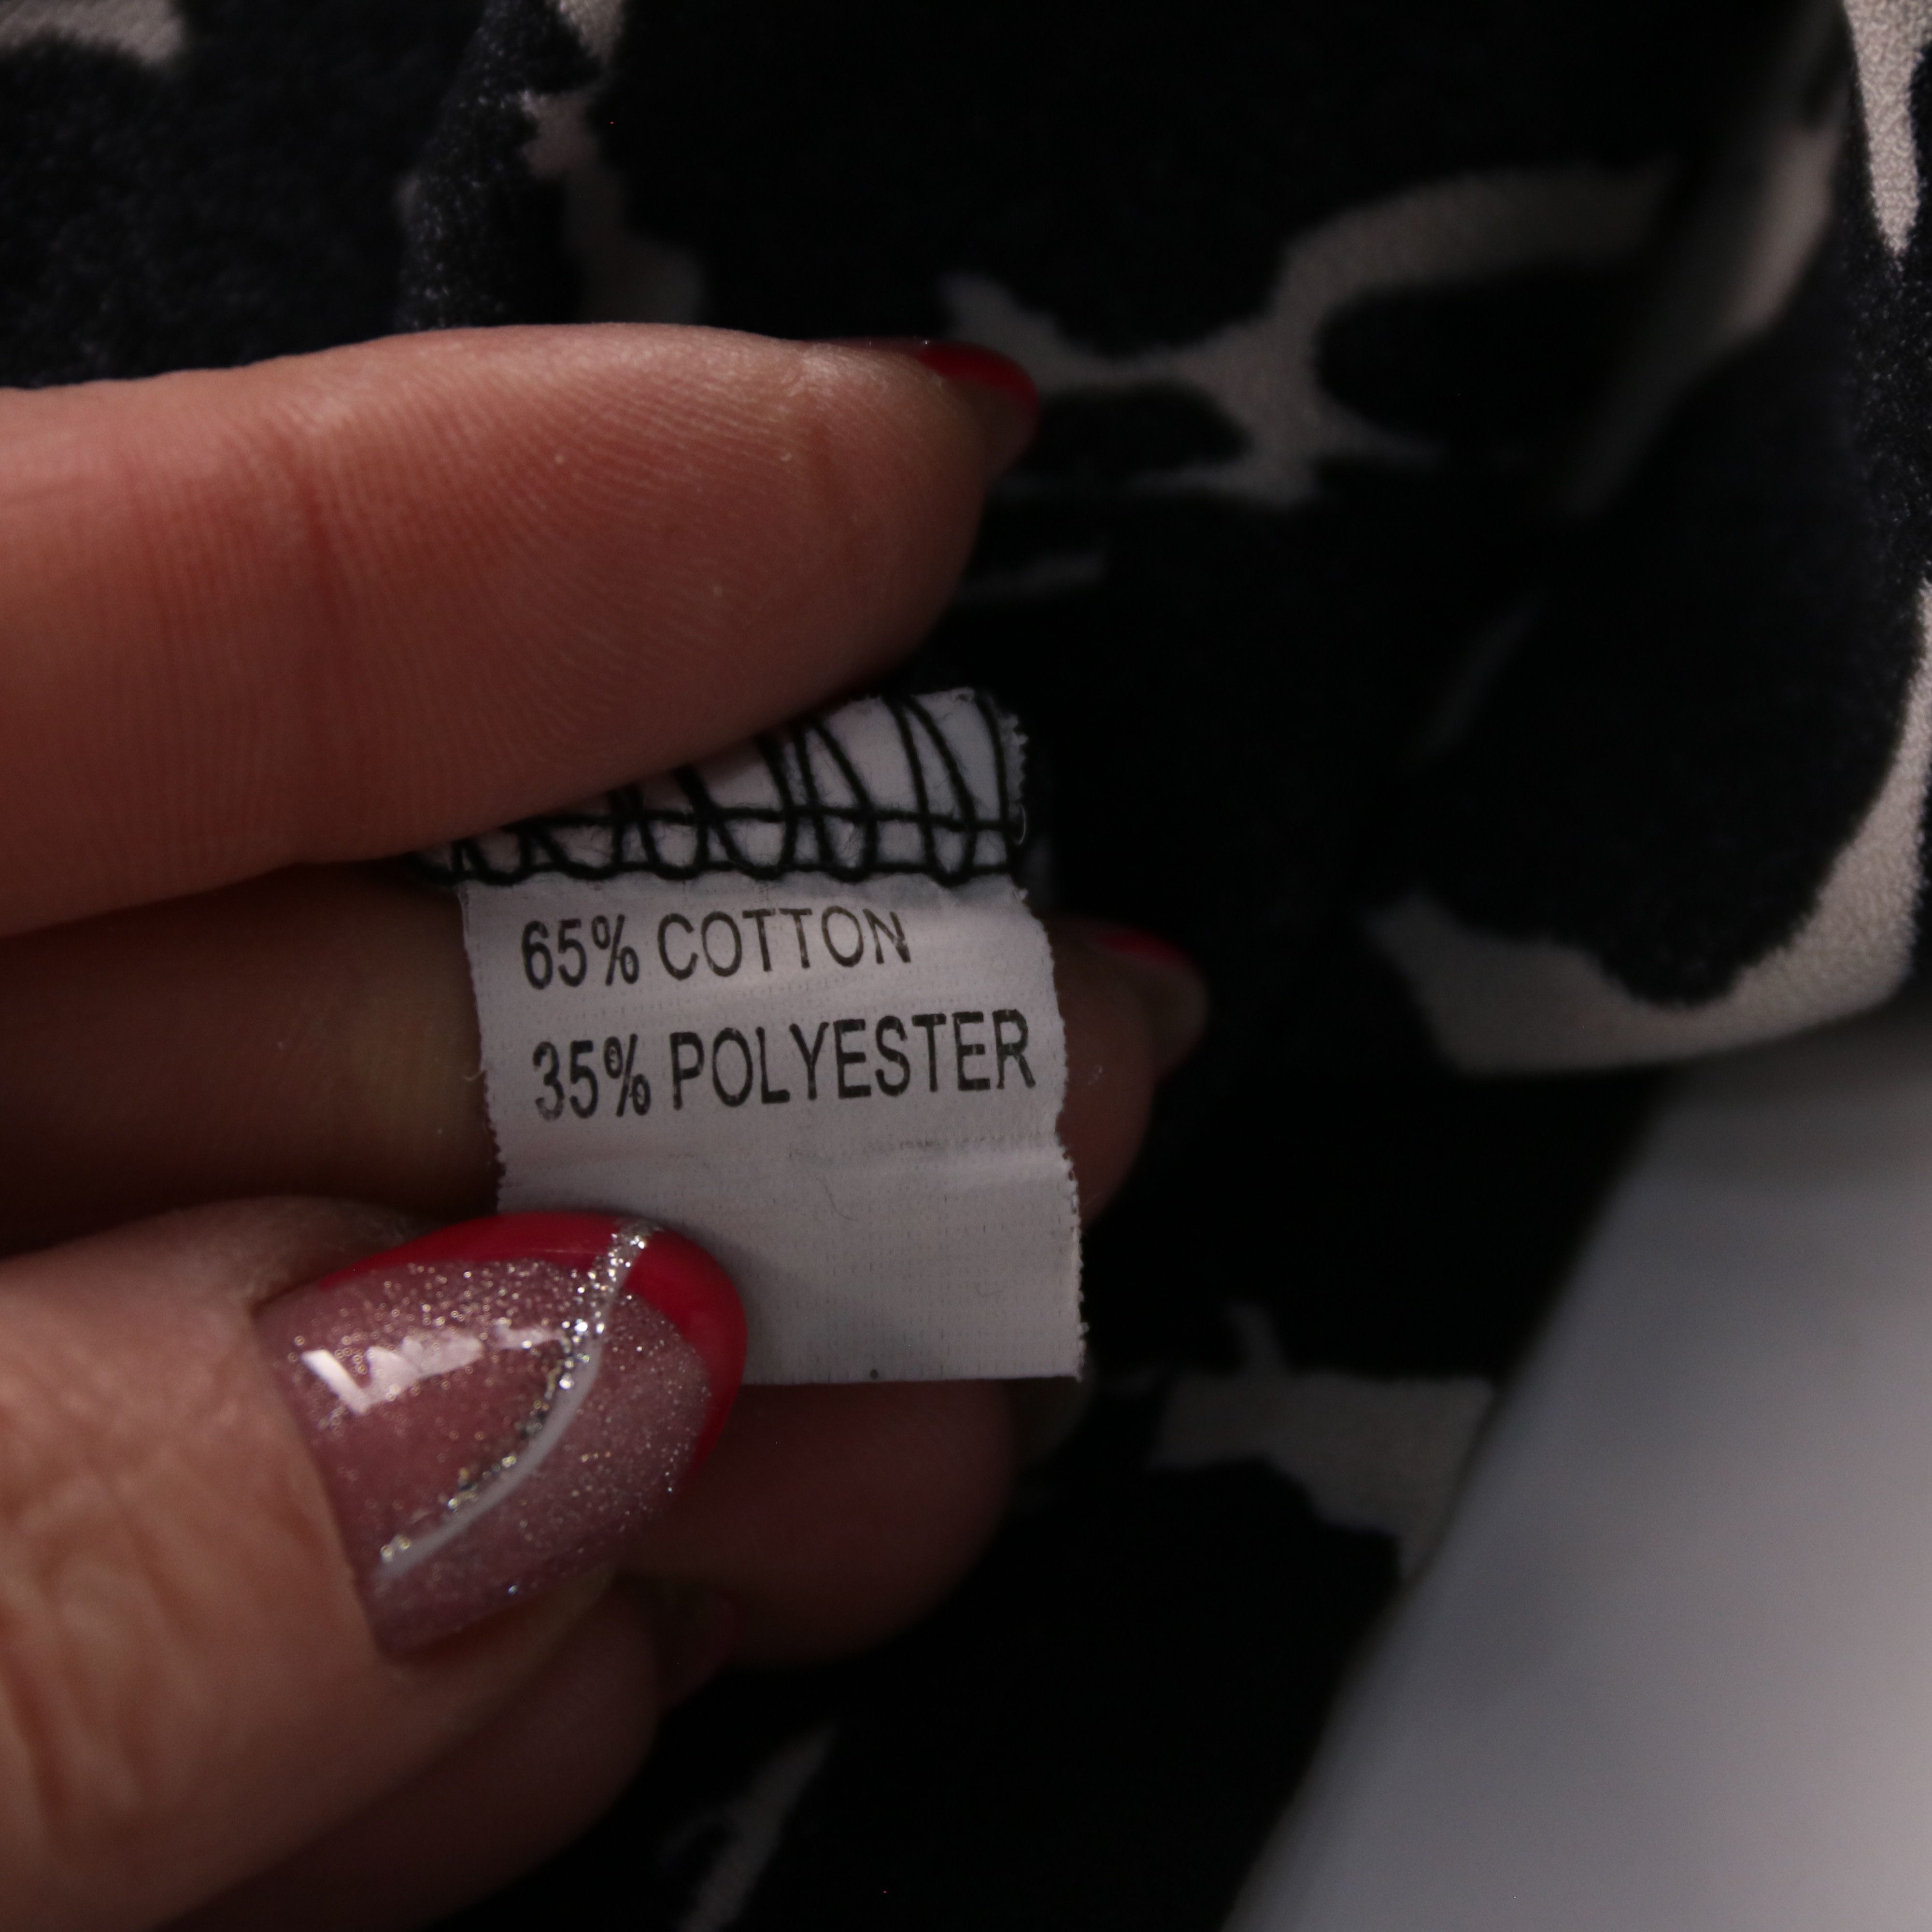 65% COTTON
35% POLYESTER